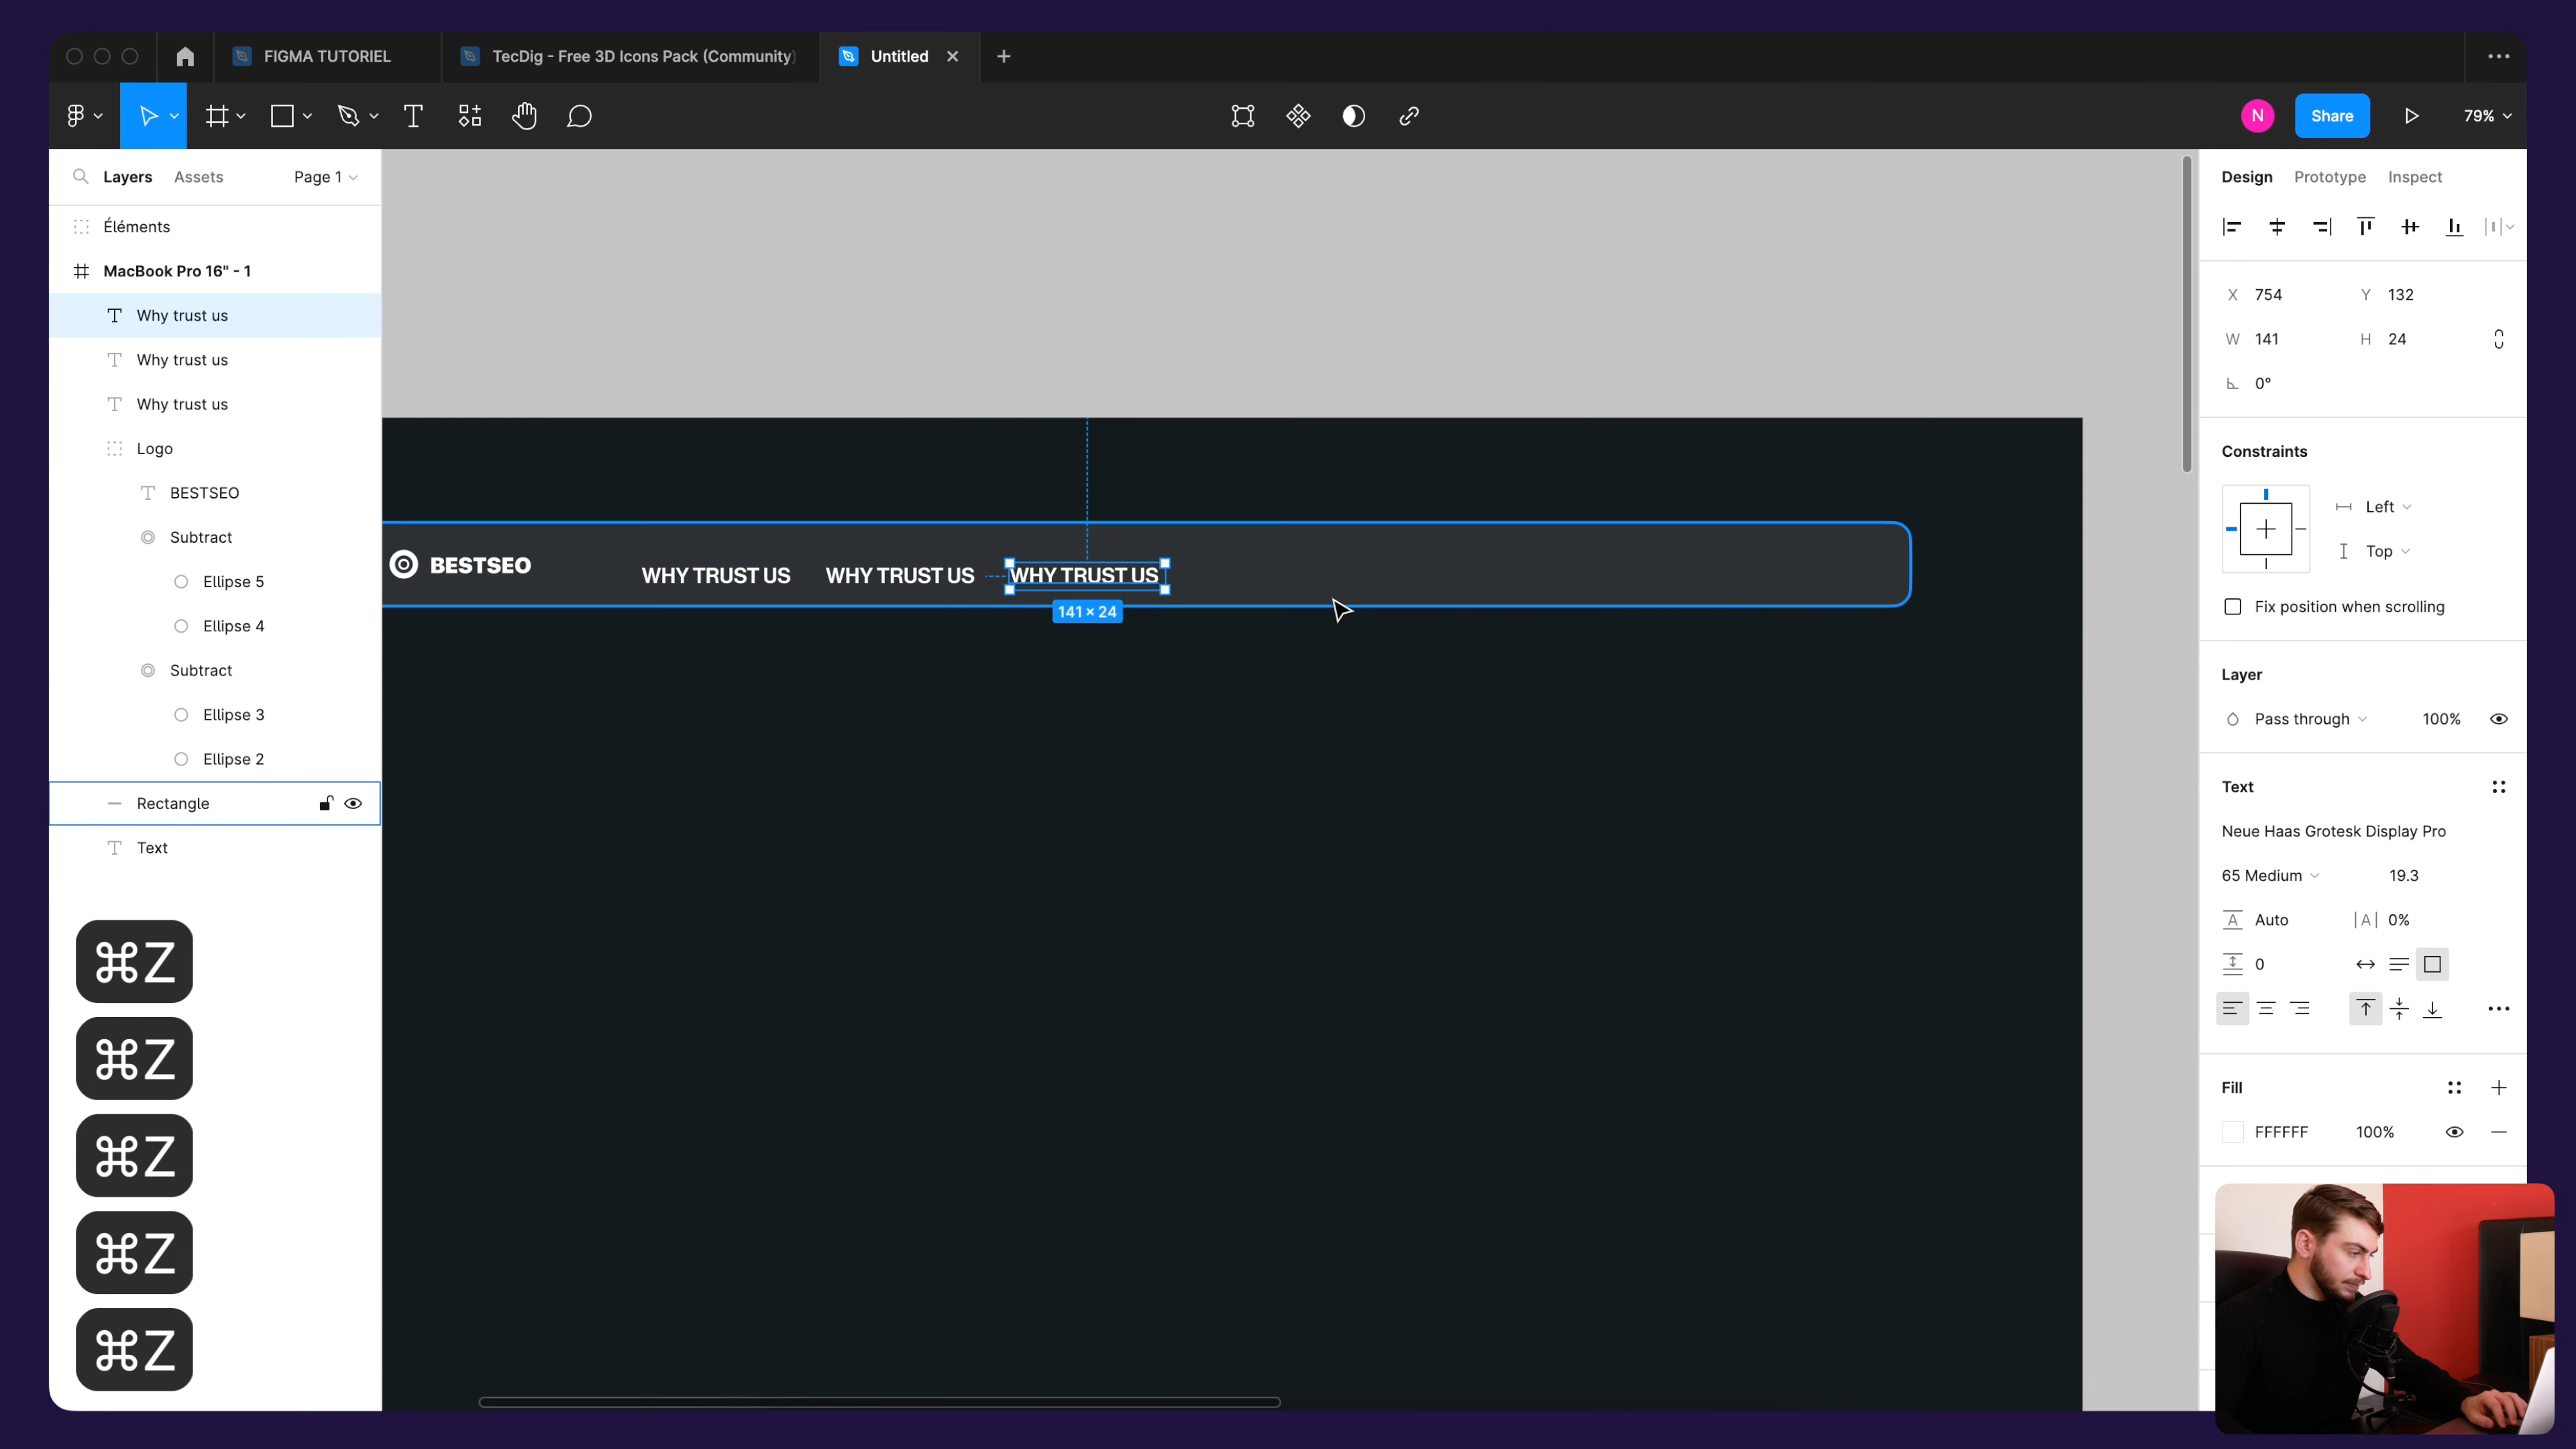 FIGMA TUTORIEL
TecDig - Free 3D Icons Pack (Community)
Untitled
N
Share
79%
Layers
Assets
Page 1
Design
Prototype
Inspect
Éléments
MacBook Pro 16" - 1
Why trust us
Why trust us
Why trust us
Logo
BESTSEO
Subtract
Ellipse 5
Ellipse 4
Subtract
Ellipse 3
Ellipse 2
Rectangle
Text
⌘Z
⌘Z
⌘Z
⌘Z
⌘Z
BESTSEO
WHY TRUST US
WHY TRUST US
WHY TRUST US
141 × 24
X 754
Y 132
W 141
H 24
0°
Constraints
Left
Top
Fix position when scrolling
Layer
Pass through
100%
Text
Neue Haas Grotesk Display Pro
65 Medium
19.3
A Auto
|A| 0%
0
Fill
FFFFFF
100%